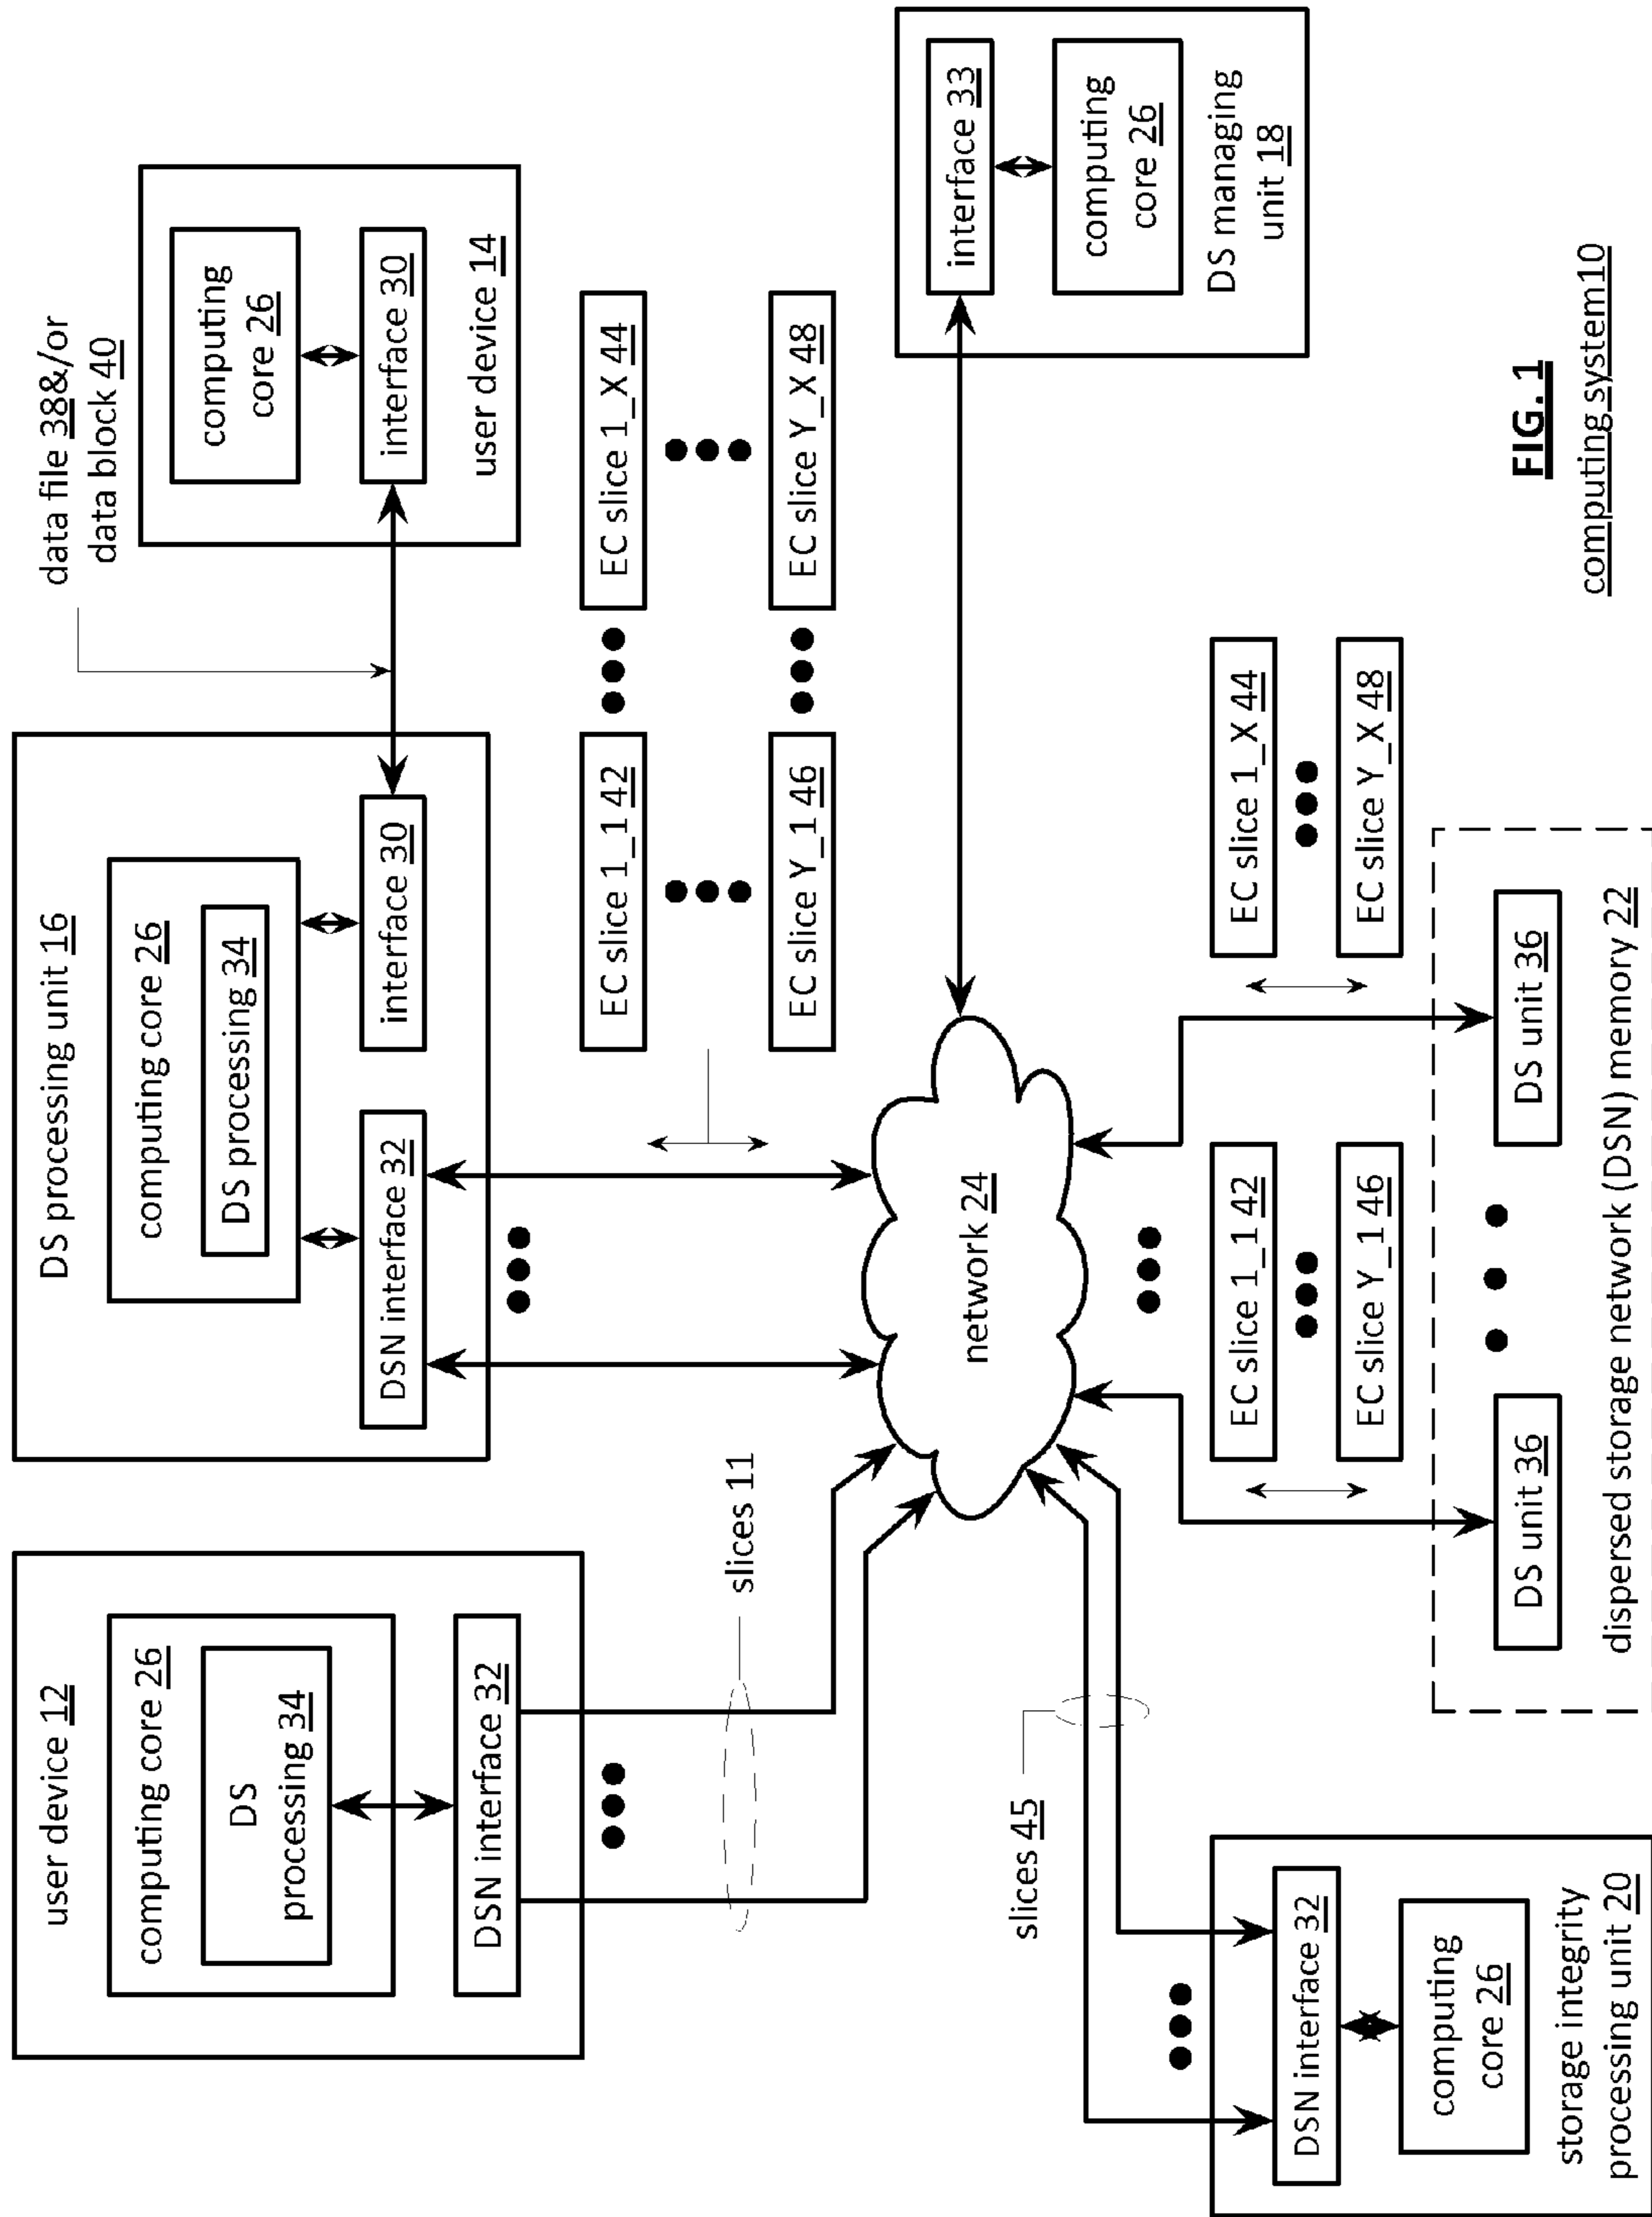 user device 12
computing core 26
DS
processing 34
DSN interface 32
slices 11
DS processing unit 16
computing core 26
DS processing 34
DSN interface 32
interface 30
data file 38&/or
data block 40
computing
core 26
interface 30
user device 14
EC slice 1_1 42
EC slice 1_X 44
EC slice Y_1 46
EC slice Y_X 48
network 24
interface 33
computing
core 26
DS managing
unit 18
slices 45
DSN interface 32
computing
core 26
storage integrity
processing unit 20
EC slice 1_1 42
EC slice Y_1 46
EC slice 1_X 44
EC slice Y_X 48
DS unit 36
DS unit 36
dispersed storage network (DSN) memory 22
FIG. 1
computing system10